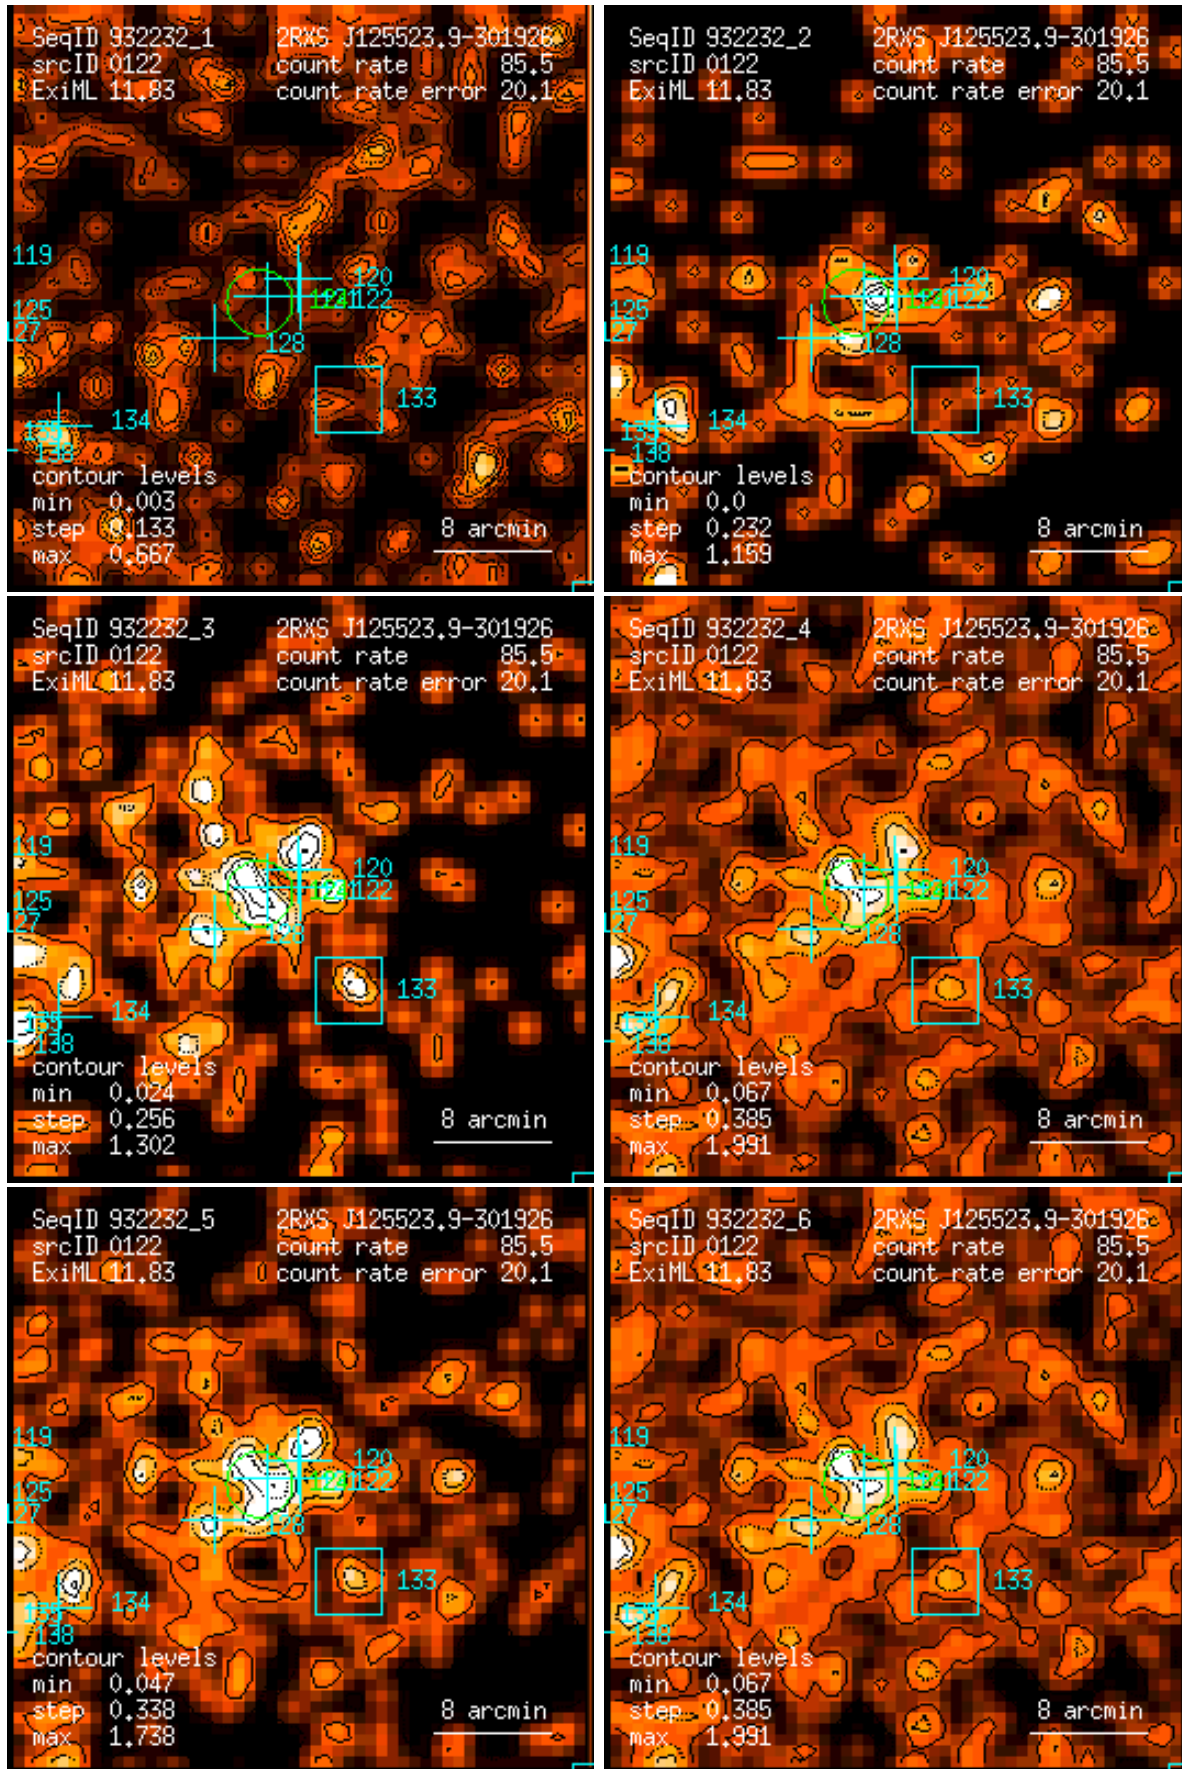 SeqID 932232_1 2RXS J125523.9-301926
srcID 0122 count rate 85.5
ExiML 11.83 count rate error 20.1
119
120
122
125
127
128
133
134
138
contour levels
min 0.003
step 0.133
max 0.667
8 arcmin
SeqID 932232_2 2RXS J125523.9-301926
srcID 0122 count rate 85.5
ExiML 11.83 count rate error 20.1
119
120
122
125
127
128
133
134
138
contour levels
min 0.0
step 0.232
max 1.159
8 arcmin
SeqID 932232_3 2RXS J125523.9-301926
srcID 0122 count rate 85.5
ExiML 11.83 count rate error 20.1
119
120
122
125
127
128
133
134
138
contour levels
min 0.024
step 0.256
max 1.302
8 arcmin
SeqID 932232_4 2RXS J125523.9-301926
srcID 0122 count rate 85.5
ExiML 11.83 count rate error 20.1
119
120
122
125
127
128
133
134
138
contour levels
min 0.067
step 0.385
max 1.991
8 arcmin
SeqID 932232_5 2RXS J125523.9-301926
srcID 0122 count rate 85.5
ExiML 11.83 count rate error 20.1
119
120
122
125
127
128
133
134
138
contour levels
min 0.047
step 0.338
max 1.738
8 arcmin
SeqID 932232_6 2RXS J125523.9-301926
srcID 0122 count rate 85.5
ExiML 11.83 count rate error 20.1
119
120
122
125
127
128
133
134
138
contour levels
min 0.067
step 0.385
max 1.991
8 arcmin